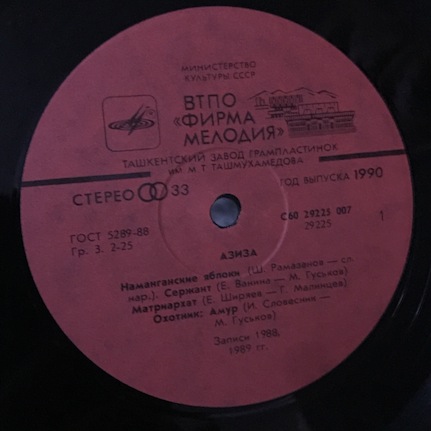 МИНИСТЕРСТВО
КУЛЬТУРЫ СССР
ВТПО
«ФИРМА
МЕЛОДИЯ»
ТАШКЕНТСКИЙ ЗАВОД ГРАМПЛАСТИНОК
им. М. Т. ТАШМУХАМЕДОВА
СТЕРЕО 33
ГОД ВЫПУСКА 1990
ГОСТ 5289-88
Гр. 3. 2-25
С60 29225 007
29225
1
АЗИЗА
Наманганские яблоки (Ш. Рамазанов — сл.
нар.). Сержант (Е. Ванина — М. Гуськов)
Матриархат (Е. Ширяев — Г. Малинцев)
Охотник; Амур (И. Словесник —
М. Гуськов)
Записи 1988,
1989 гг.